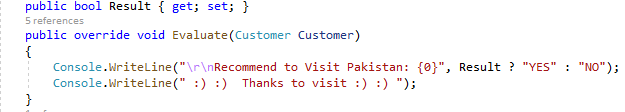 public bool Result { get; set; }
5 references
public override void Evaluate(Customer Customer)
{
Console.WriteLine("\r\nRecommend to Visit Pakistan: {0}", Result ? "YES" : "NO");
Console.WriteLine(" :) :)  Thanks to visit :) :) ");
}